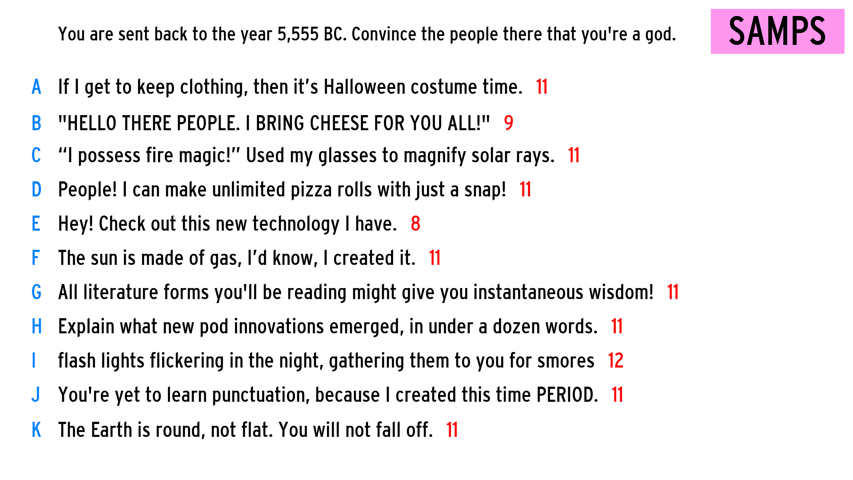 You are sent back to the year 5,555 BC. Convince the people there that you're a god.
SAMPS
A If I get to keep clothing, then it’s Halloween costume time. 11
B "HELLO THERE PEOPLE. I BRING CHEESE FOR YOU ALL!" 9
C “I possess fire magic!” Used my glasses to magnify solar rays. 11
D People! I can make unlimited pizza rolls with just a snap! 11
E Hey! Check out this new technology I have. 8
F The sun is made of gas, I’d know, I created it. 11
G All literature forms you'll be reading might give you instantaneous wisdom! 11
H Explain what new pod innovations emerged, in under a dozen words. 11
I flash lights flickering in the night, gathering them to you for smores 12
J You're yet to learn punctuation, because I created this time PERIOD. 11
K The Earth is round, not flat. You will not fall off. 11